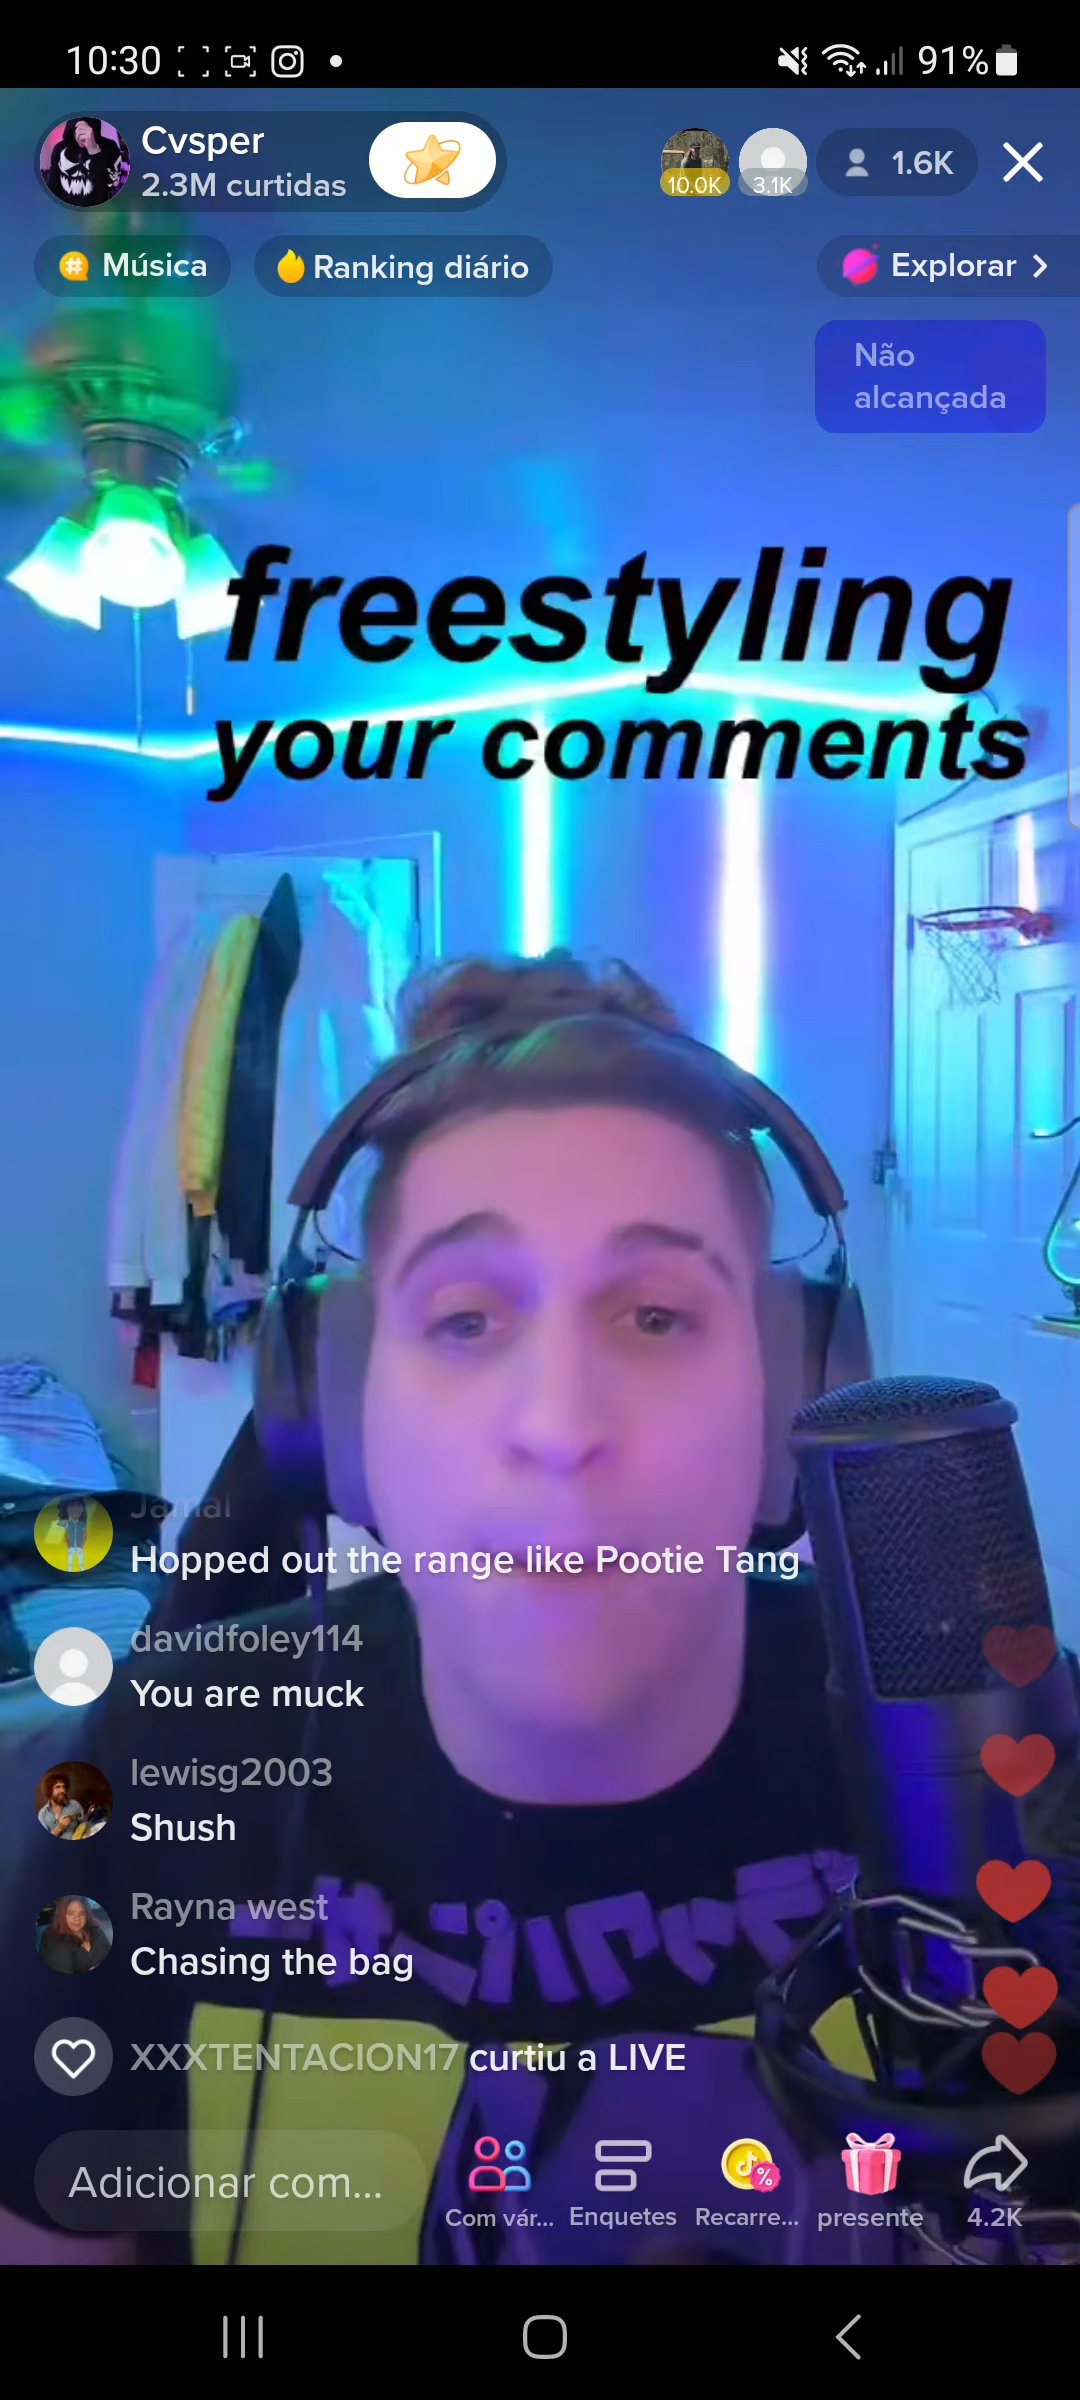 10:30
91%
Cvsper
2.3M curtidas
10.0K
3.1K
1.6K
Música
Ranking diário
Explorar
Não
alcançada
freestyling
your comments
Jamal
Hopped out the range like Pootie Tang
davidfoley114
You are muck
lewisg2003
Shush
Rayna west
Chasing the bag
XXXTENTACION17 curtiu a LIVE
Adicionar com...
Com vár...
Enquetes
Recarre...
presente
4.2K